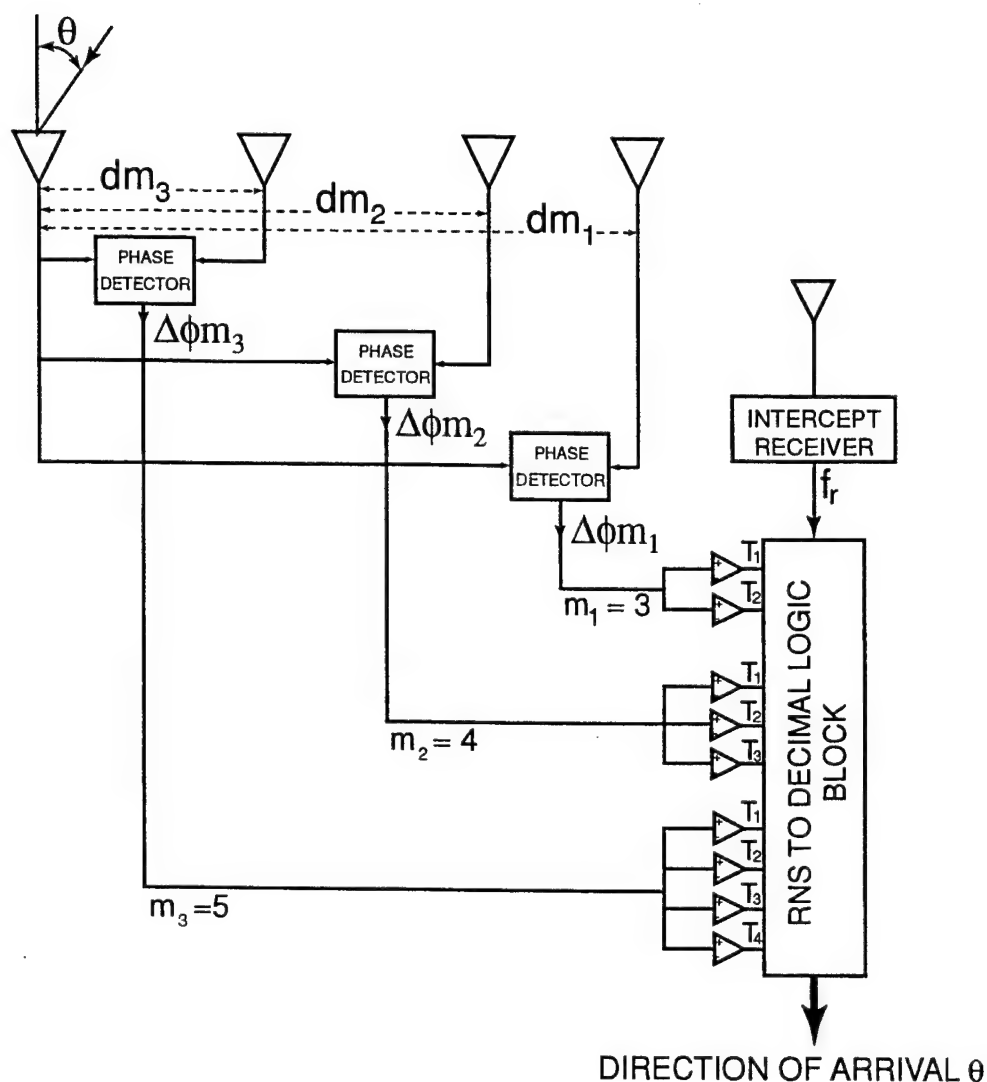 θ
dm₃
dm₂
dm₁
PHASE
DETECTOR
Δϕm₃
PHASE
DETECTOR
Δϕm₂
INTERCEPT
RECEIVER
PHASE
DETECTOR
fᵣ
Δϕm₁
m₁ = 3
T₁
T₂
m₂ = 4
T₁
T₂
T₃
m₃ =5
T₁
T₂
T₃
T₄
RNS TO DECIMAL LOGIC
BLOCK
DIRECTION OF ARRIVAL θ